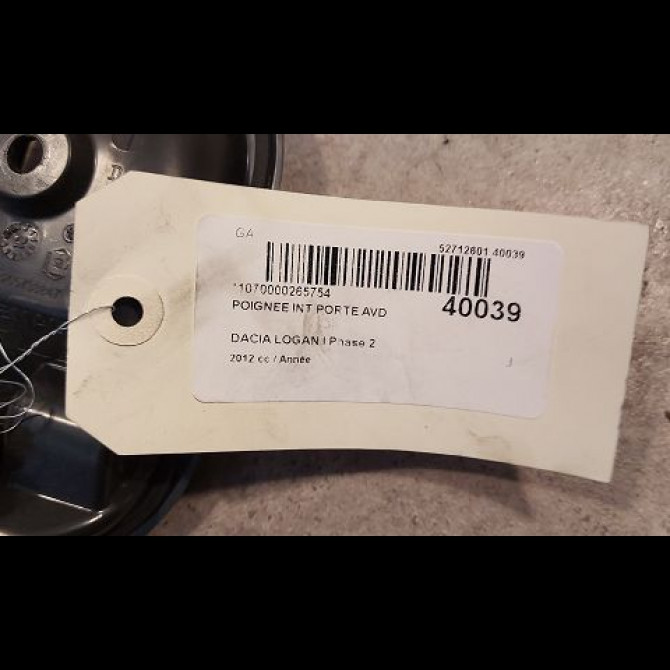 GA
52712601 40039
11070000265754
POIGNEE INT PORTE AVD
40039
DACIA LOGAN I Phase 2
2012 cc / Année
J
D